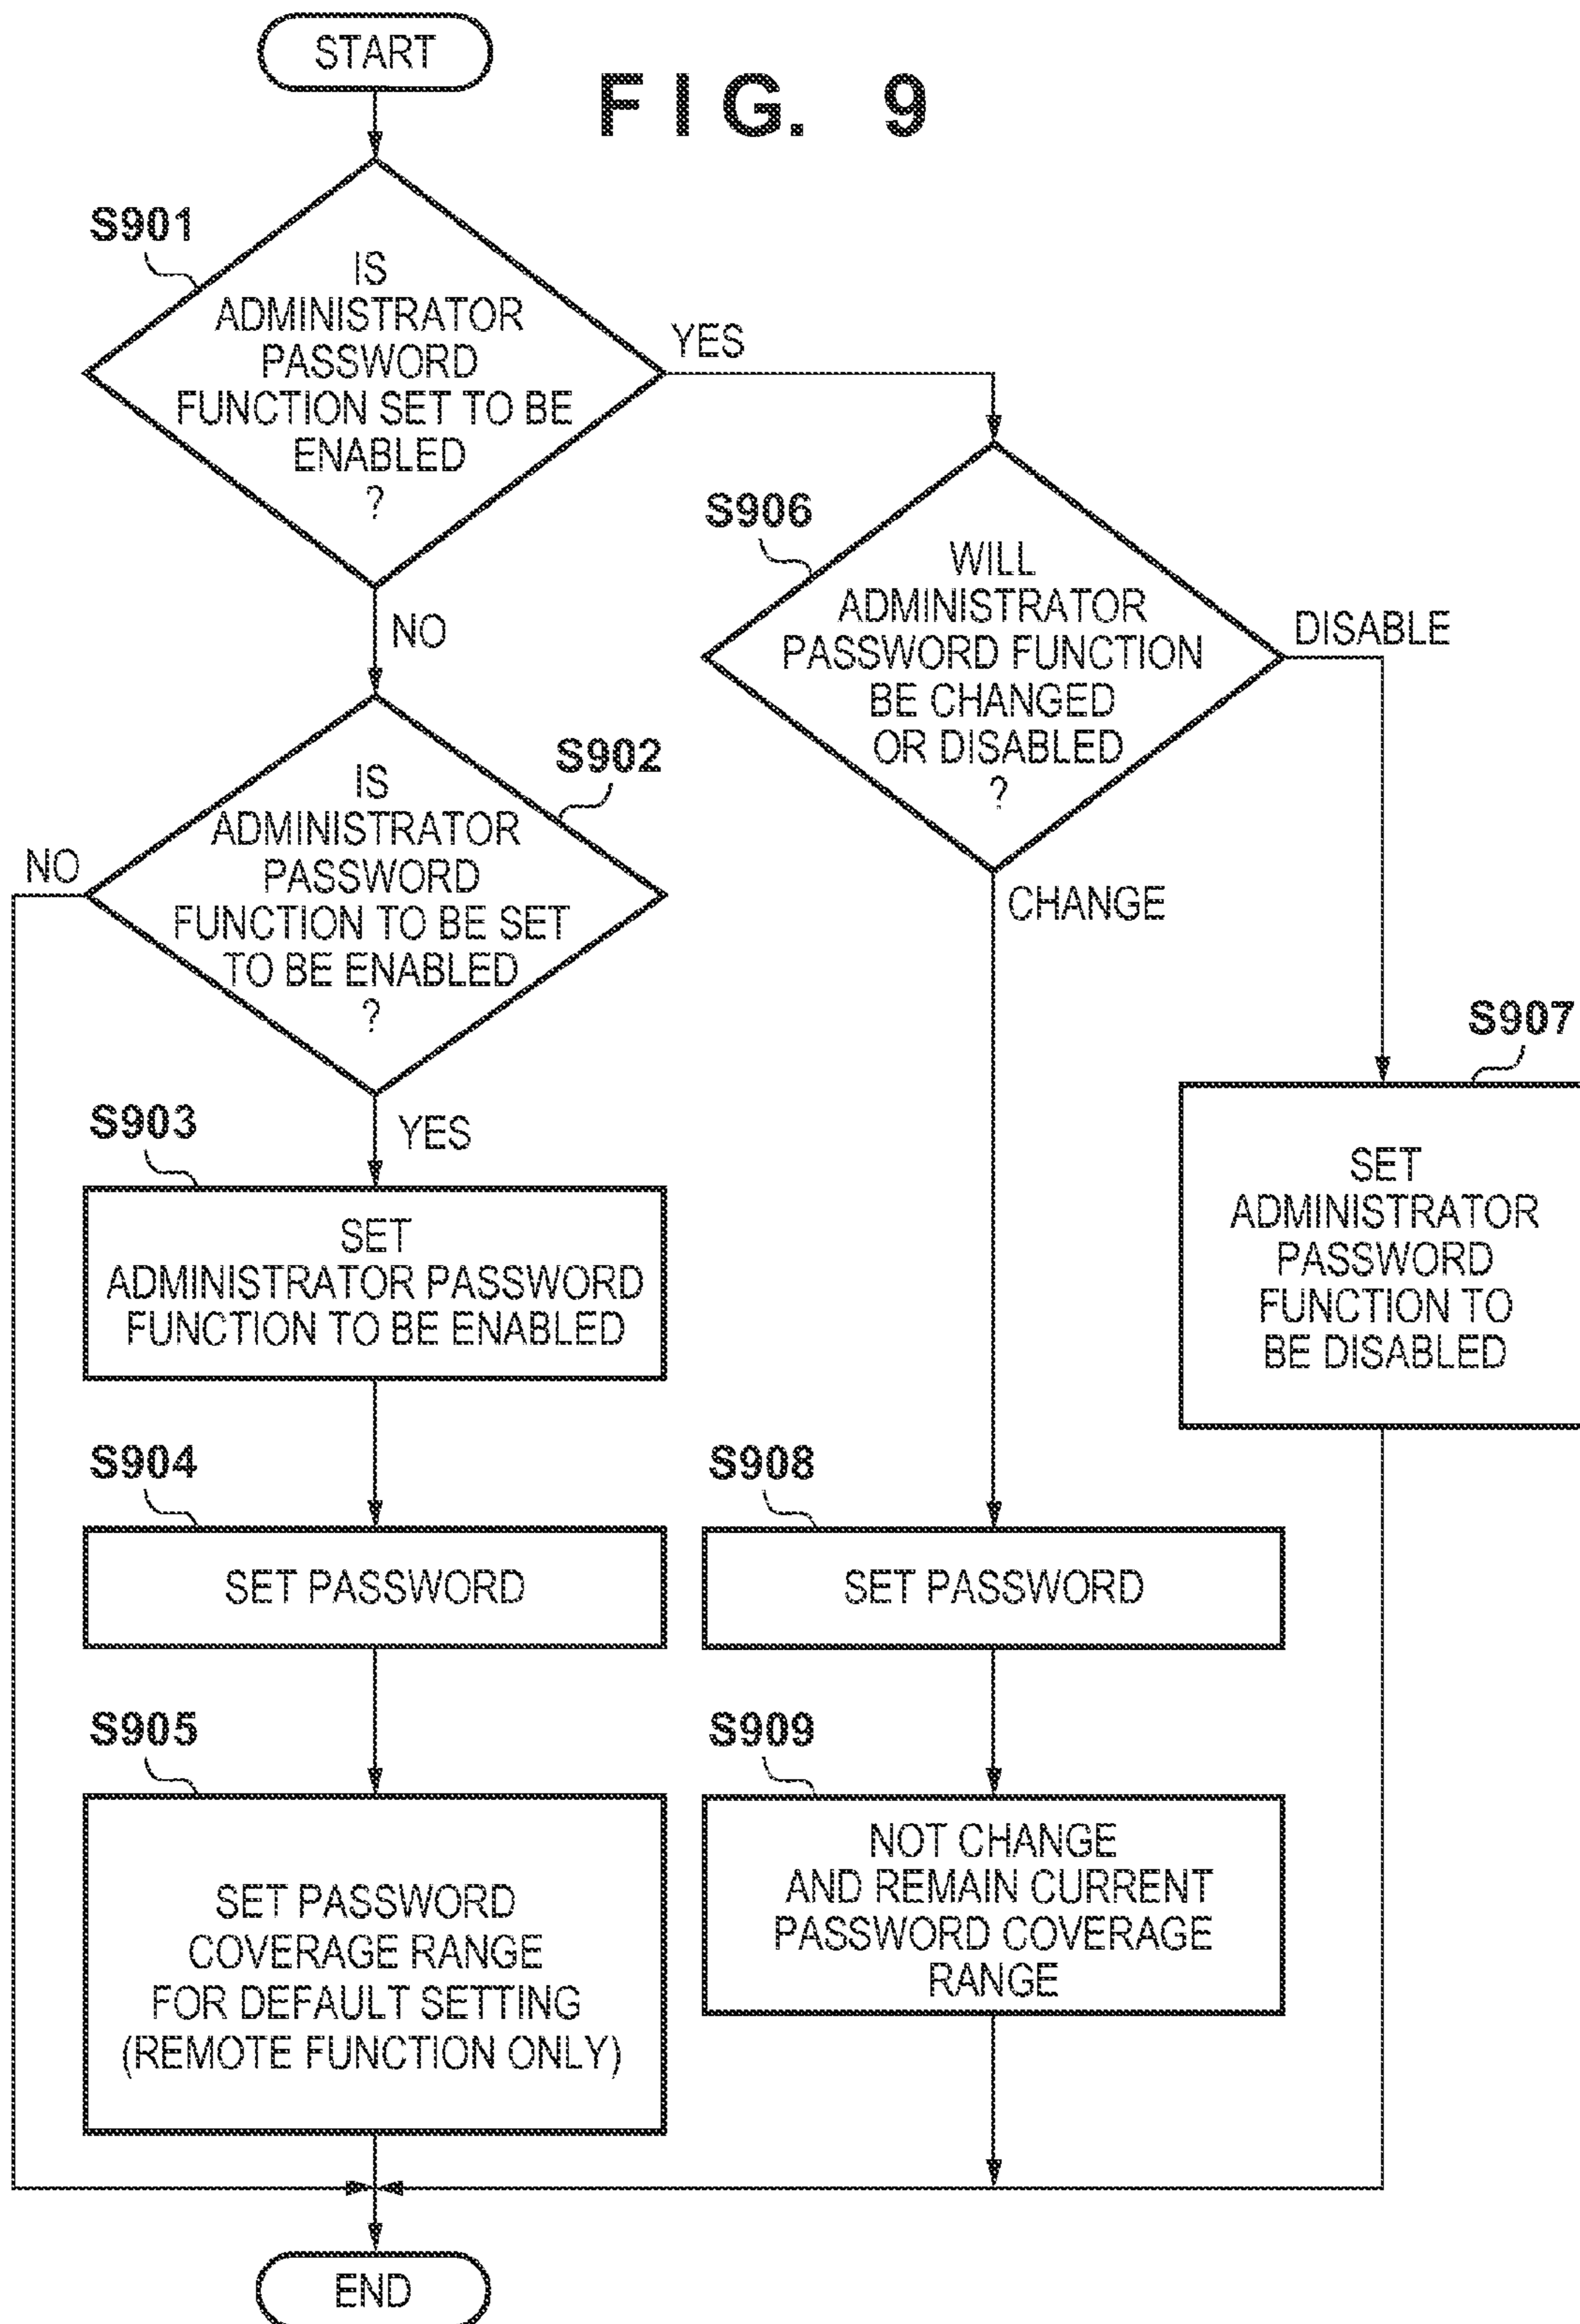 START
FIG. 9
S901
IS
ADMINISTRATOR
PASSWORD
FUNCTION SET TO BE
ENABLED
?
YES
NO
S906
WILL
ADMINISTRATOR
PASSWORD FUNCTION
BE CHANGED
OR DISABLED
?
DISABLE
CHANGE
S902
IS
ADMINISTRATOR
PASSWORD
FUNCTION TO BE SET
TO BE ENABLED
?
NO
YES
S903
SET
ADMINISTRATOR PASSWORD
FUNCTION TO BE ENABLED
S907
SET
ADMINISTRATOR
PASSWORD
FUNCTION TO
BE DISABLED
S904
SET PASSWORD
S908
SET PASSWORD
S905
SET PASSWORD
COVERAGE RANGE
FOR DEFAULT SETTING
(REMOTE FUNCTION ONLY)
S909
NOT CHANGE
AND REMAIN CURRENT
PASSWORD COVERAGE
RANGE
END